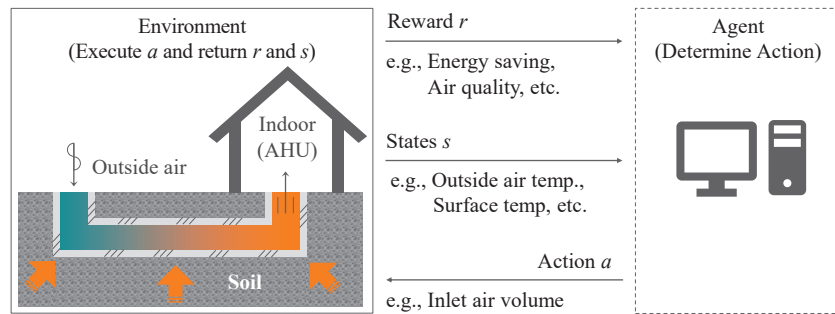 Environment
(Execute a and return r and s)
Outside air
Indoor
(AHU)
Soil
Reward r
e.g., Energy saving,
Air quality, etc.
States s
e.g., Outside air temp.,
Surface temp, etc.
Action a
e.g., Inlet air volume
Agent
(Determine Action)